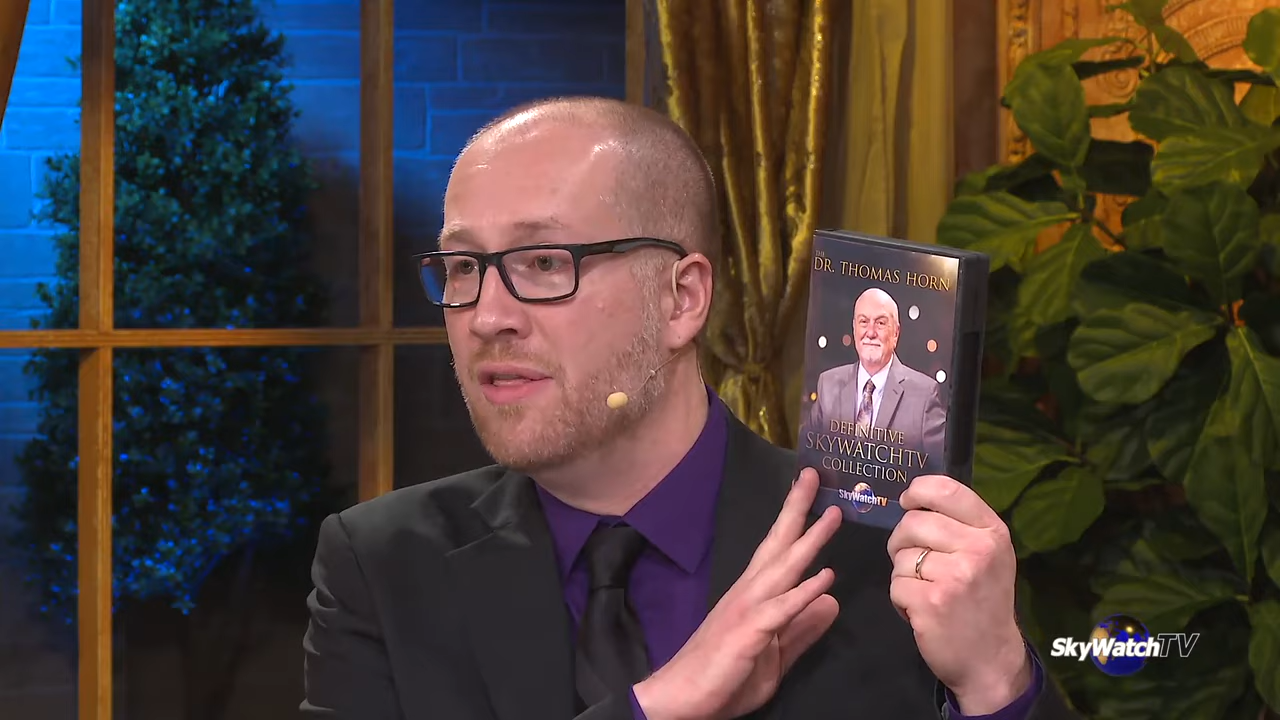 THE
DR. THOMAS HORN
DEFINITIVE
SKYWATCHTV
COLLECTION
SkyWatchTV
SkyWatchTV